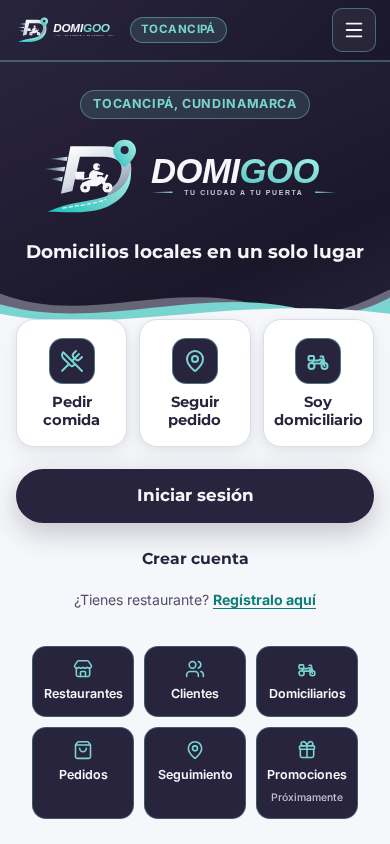 DOMIGOO
TOCANCIPÁ
TOCANCIPÁ, CUNDINAMARCA
DOMIGOO
TU CIUDAD A TU PUERTA
Domicilios locales en un solo lugar
Pedir
comida
Seguir
pedido
Soy
domiciliario
Iniciar sesión
Crear cuenta
¿Tienes restaurante? Regístralo aquí
Restaurantes
Clientes
Domiciliarios
Pedidos
Seguimiento
Promociones
Próximamente